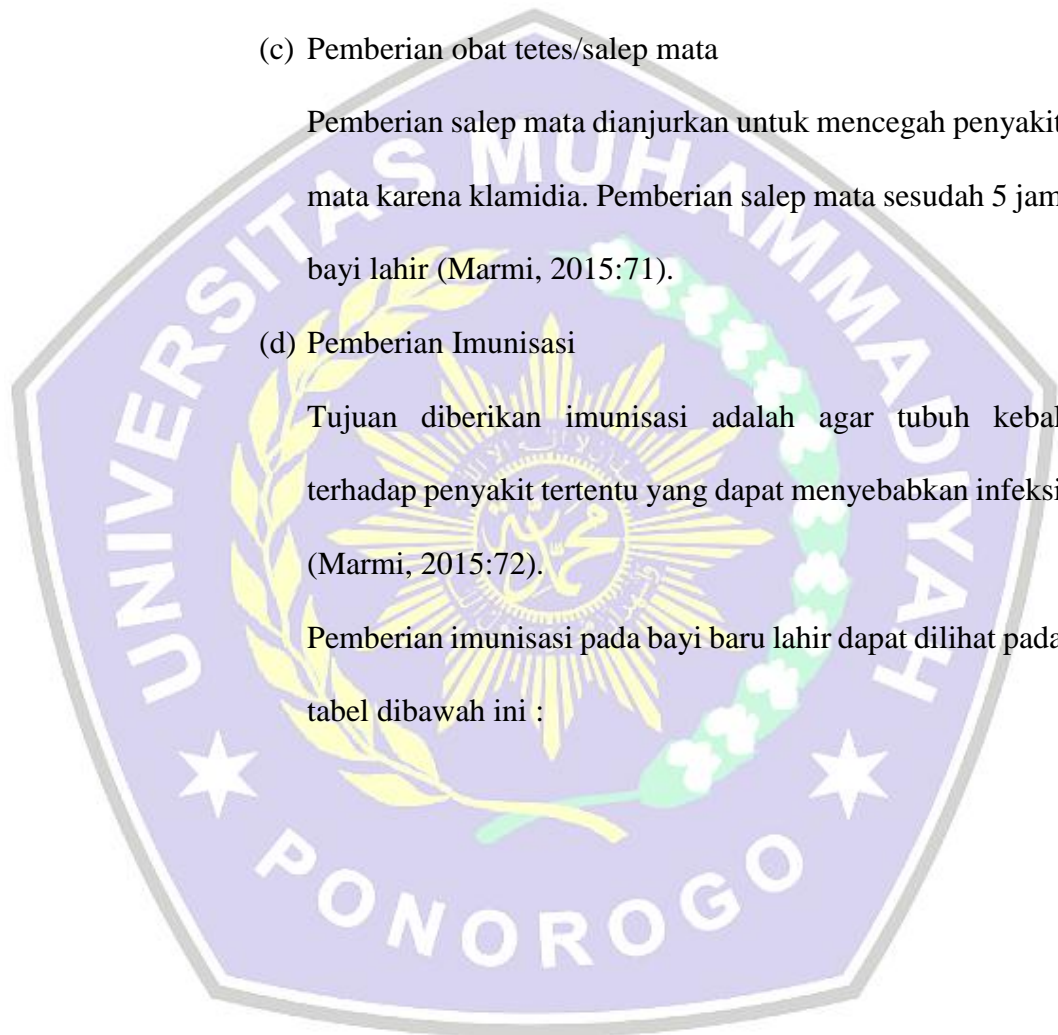 (c) Pemberian obat tetes/salep mata
Pemberian salep mata dianjurkan untuk mencegah penyakit
mata karena klamidia. Pemberian salep mata sesudah 5 jam
bayi lahir (Marmi, 2015:71).
(d) Pemberian Imunisasi
Tujuan diberikan imunisasi adalah agar tubuh kebal
terhadap penyakit tertentu yang dapat menyebabkan infeksi
(Marmi, 2015:72).
Pemberian imunisasi pada bayi baru lahir dapat dilihat pada
tabel dibawah ini :
UNIVERSITAS MUHAMMADIYAH
PONOROGO